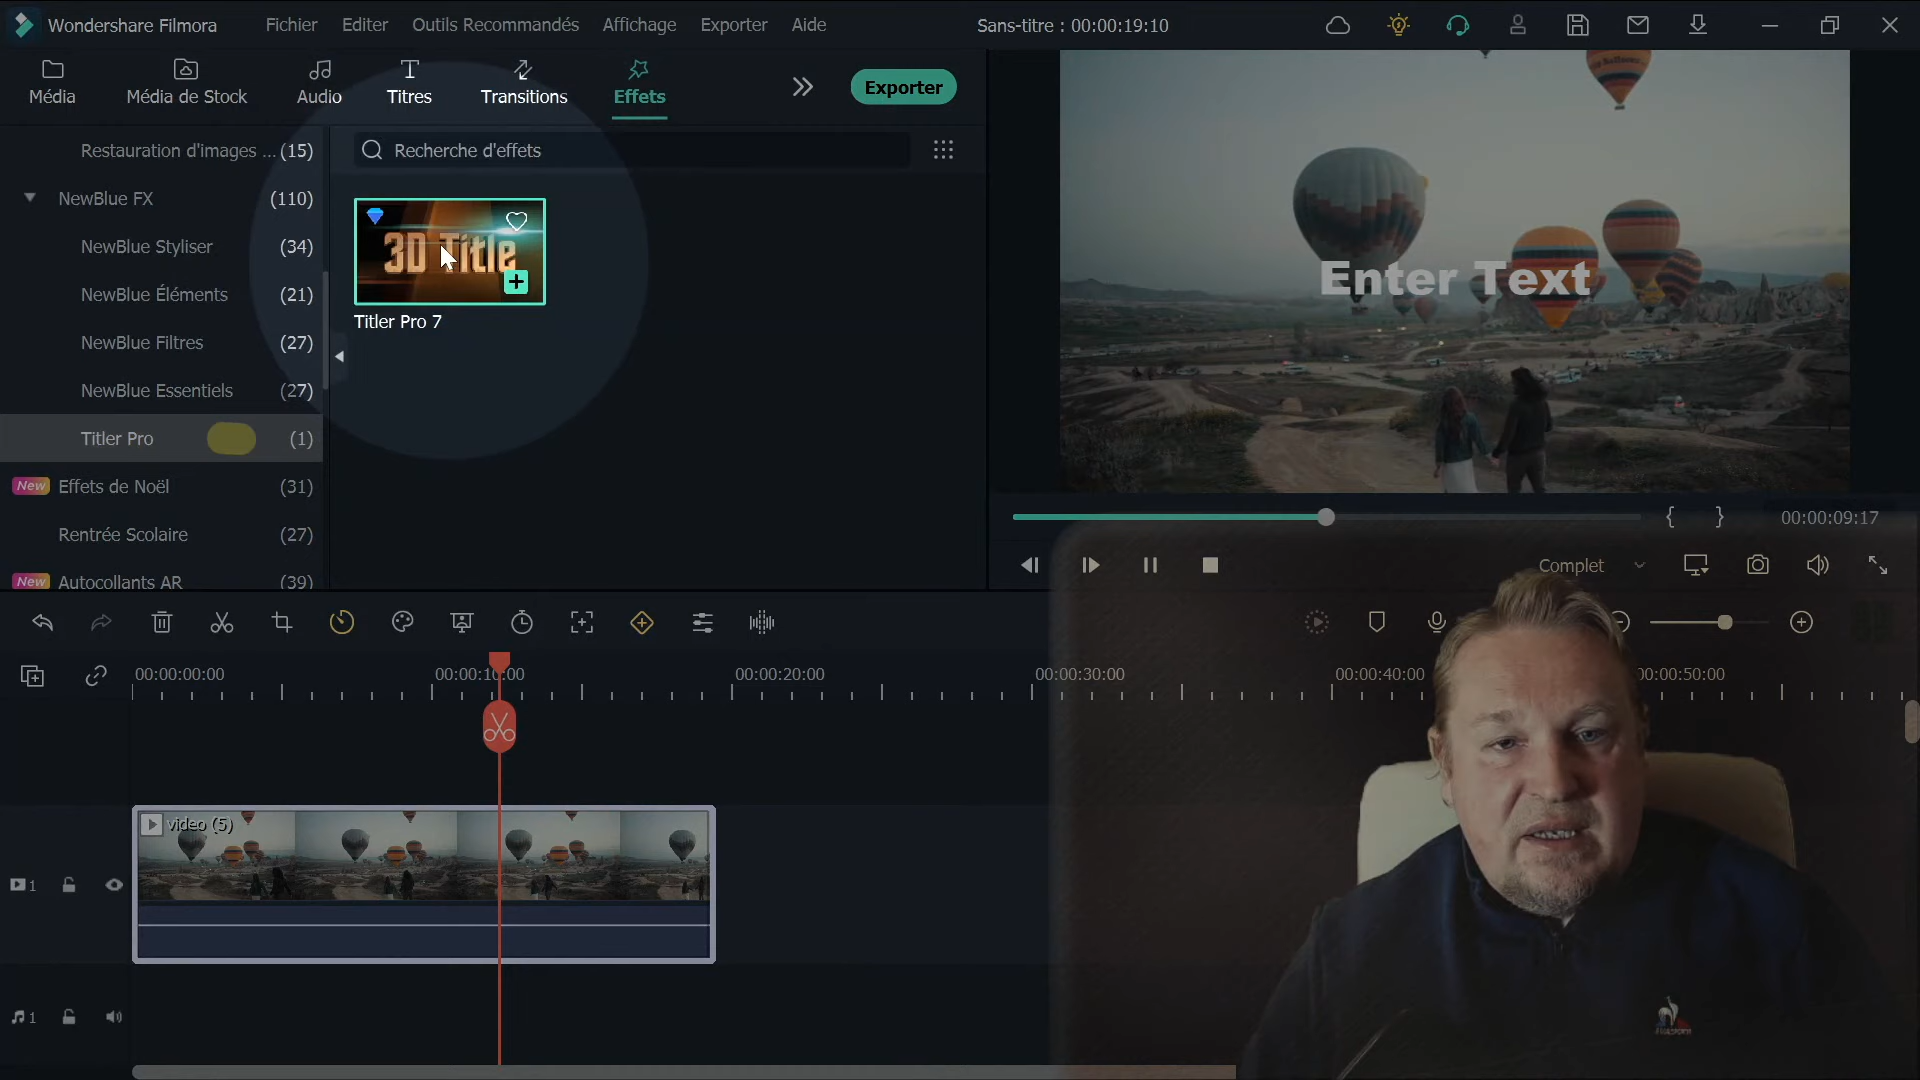 Wondershare Filmora
Fichier
Editer
Outils Recommandés
Affichage
Exporter
Aide
Sans-titre : 00:00:19:10
Média
Média de Stock
Audio
Titres
Transitions
Effets
Exporter
Restauration d'images ... (15)
Recherche d'effets
NewBlue FX (110)
NewBlue Styliser (34)
NewBlue Éléments (21)
NewBlue Filtres (27)
NewBlue Essentiels (27)
Titler Pro (1)
New Effets de Noël (31)
Rentrée Scolaire (27)
New Autocollants AR (39)
3D Title
Titler Pro 7
Enter Text
{ }
00:00:09:17
Complet
00:00:00:00
00:00:10:00
00:00:20:00
00:00:30:00
00:00:40:00
00:00:50:00
video (5)
1
1